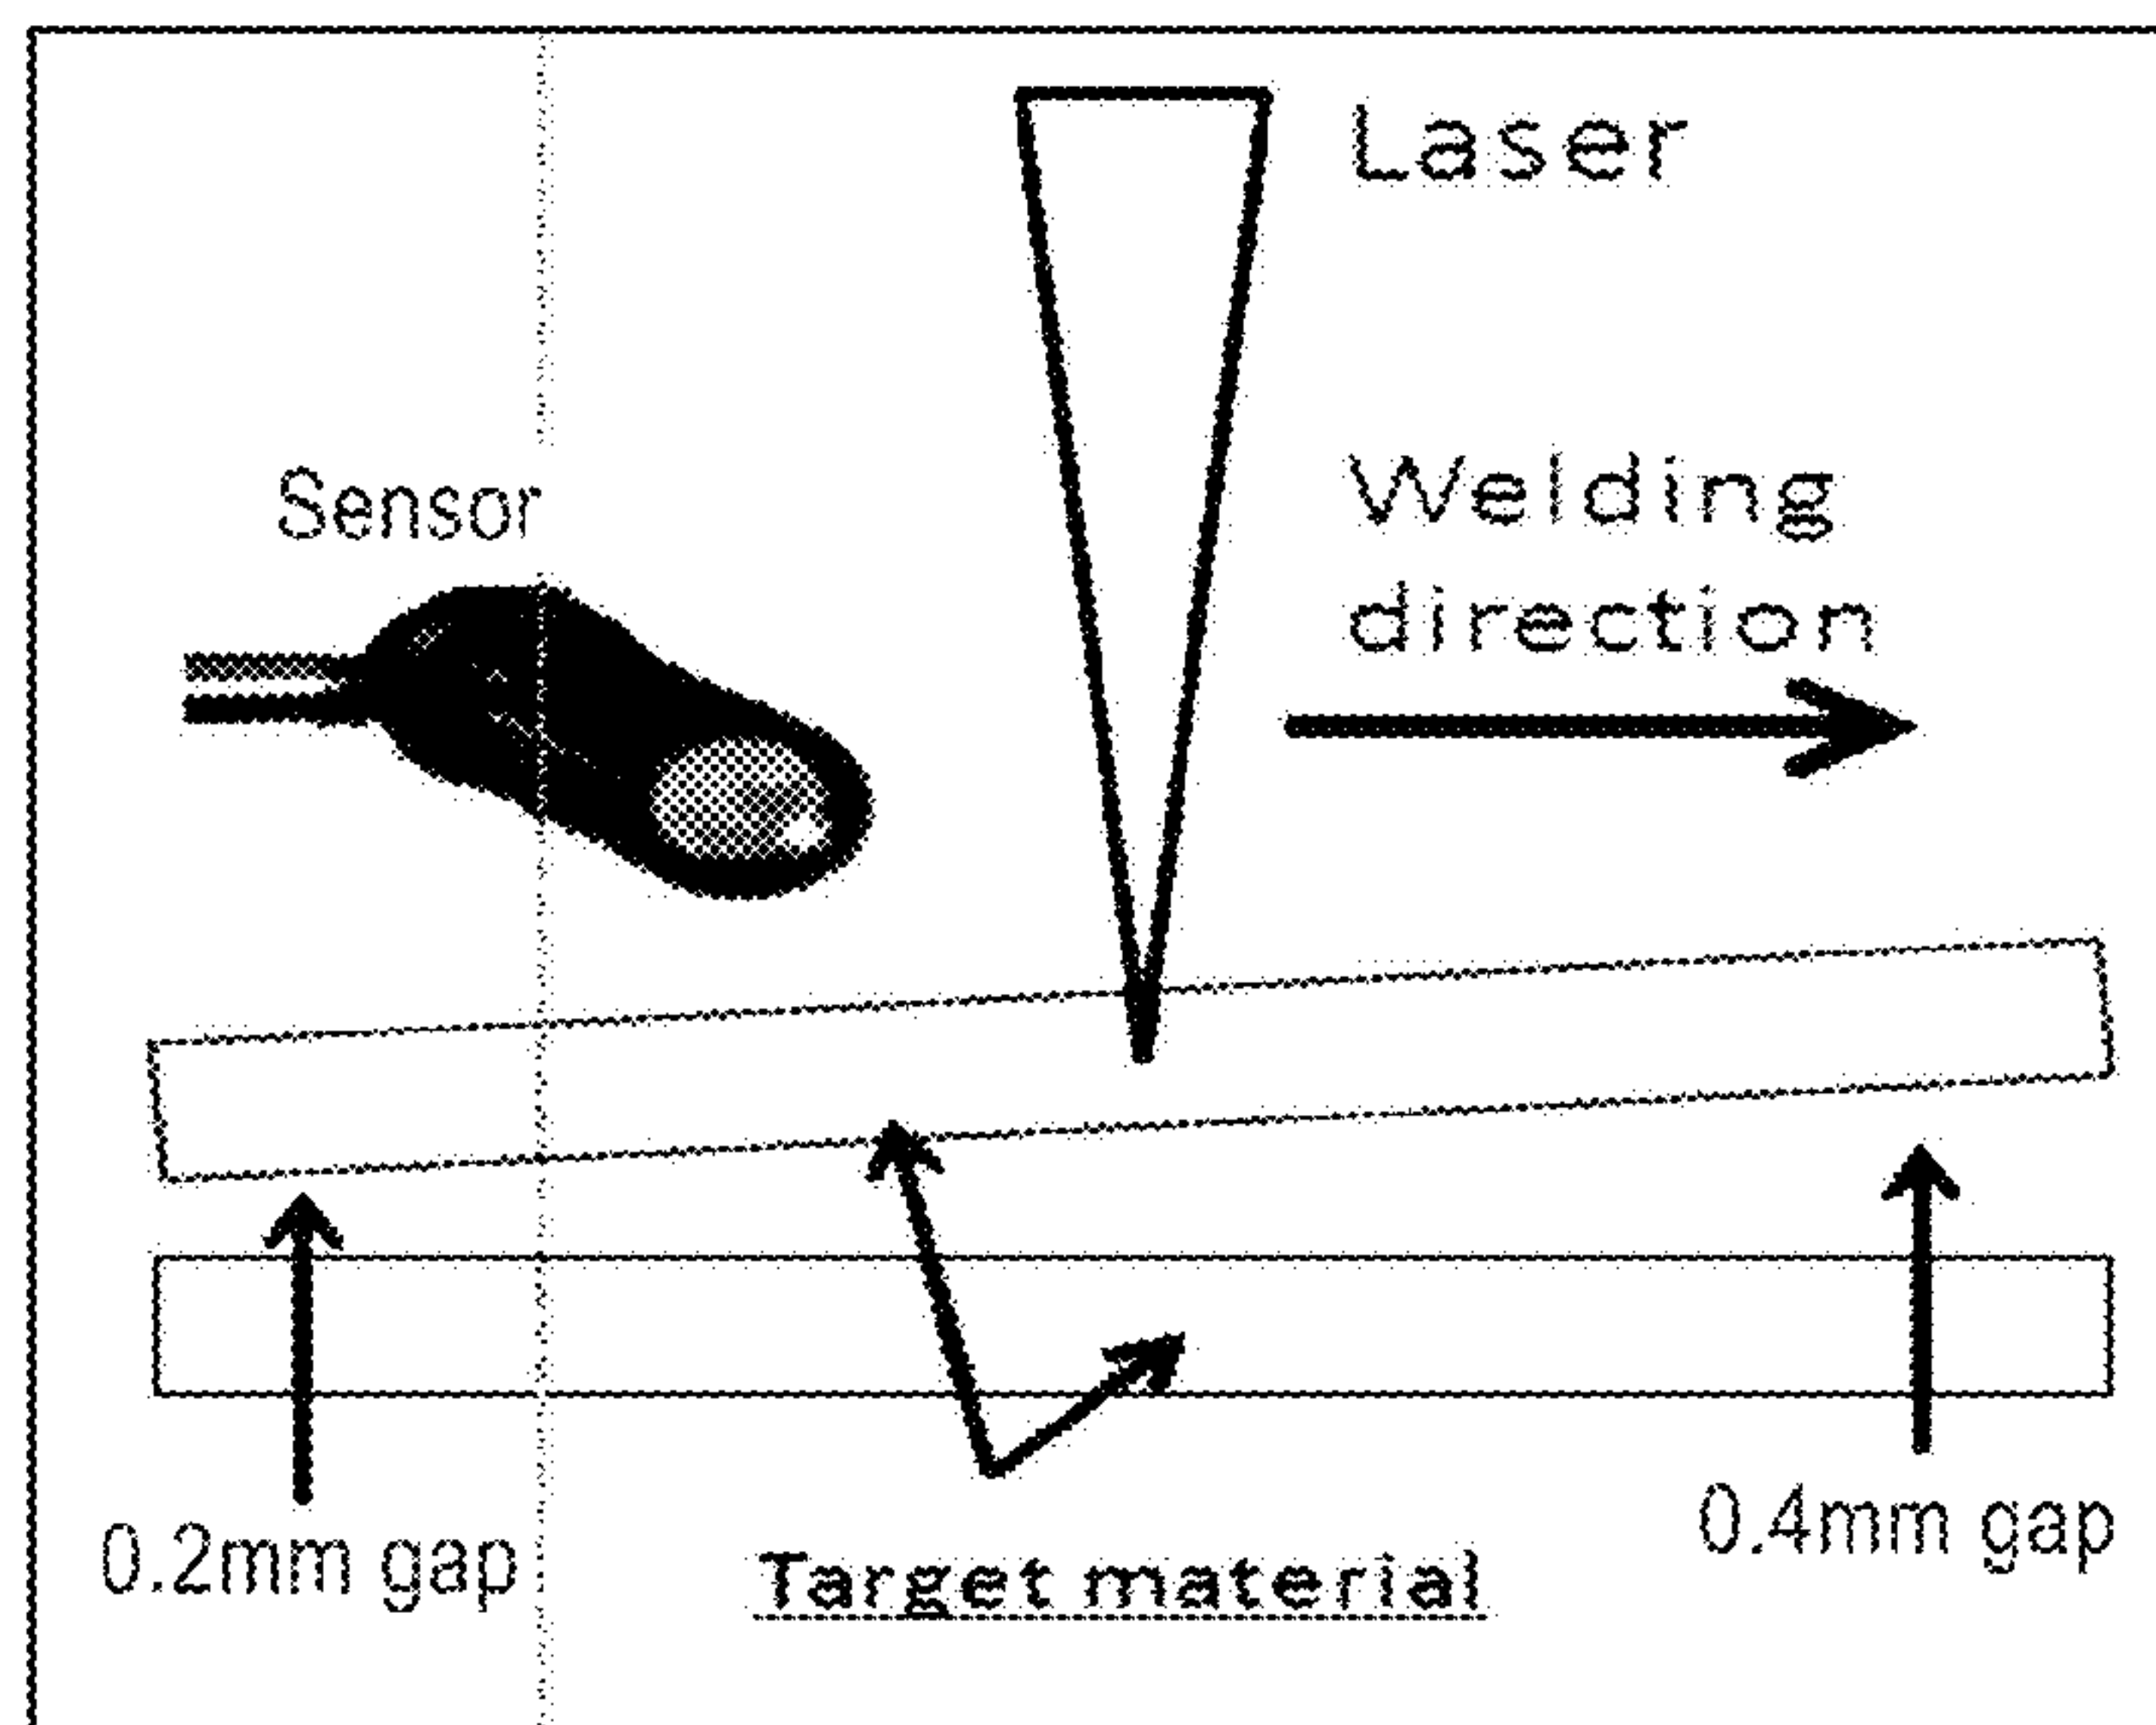 Laser
Sensor
Welding
direction
0.2mm gap
Target material
0.4mm gap